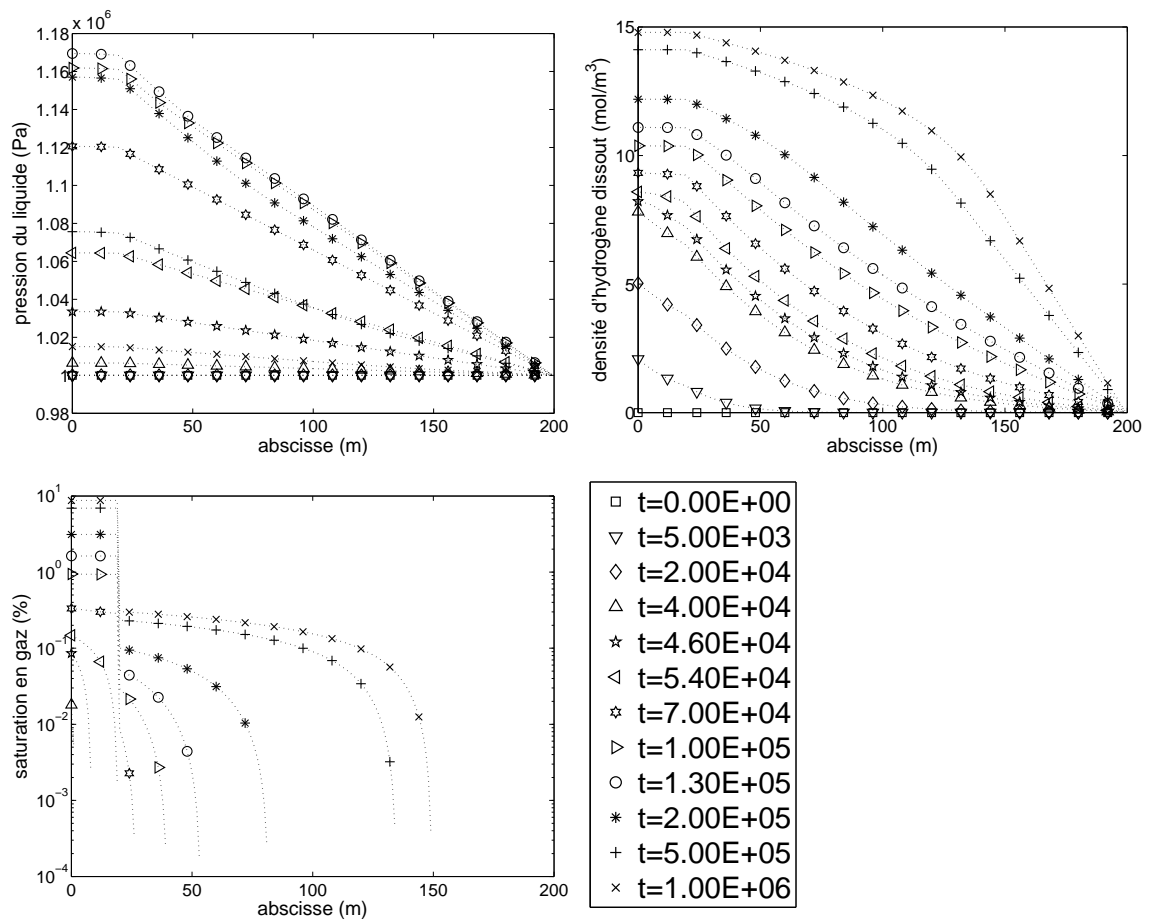 x 10^6
1.18
1.16
1.14
1.12
1.1
1.08
1.06
1.04
1.02
1
0.98
0 50 100 150 200
abscisse (m)
pression du liquide (Pa)
15
10
5
0
0 50 100 150 200
abscisse (m)
densité d'hydrogène dissout (mol/m^3)
10^1
10^0
10^-1
10^-2
10^-3
10^-4
0 50 100 150 200
abscisse (m)
saturation en gaz (%)
t=0.00E+00
t=5.00E+03
t=2.00E+04
t=4.00E+04
t=4.60E+04
t=5.40E+04
t=7.00E+04
t=1.00E+05
t=1.30E+05
t=2.00E+05
t=5.00E+05
t=1.00E+06